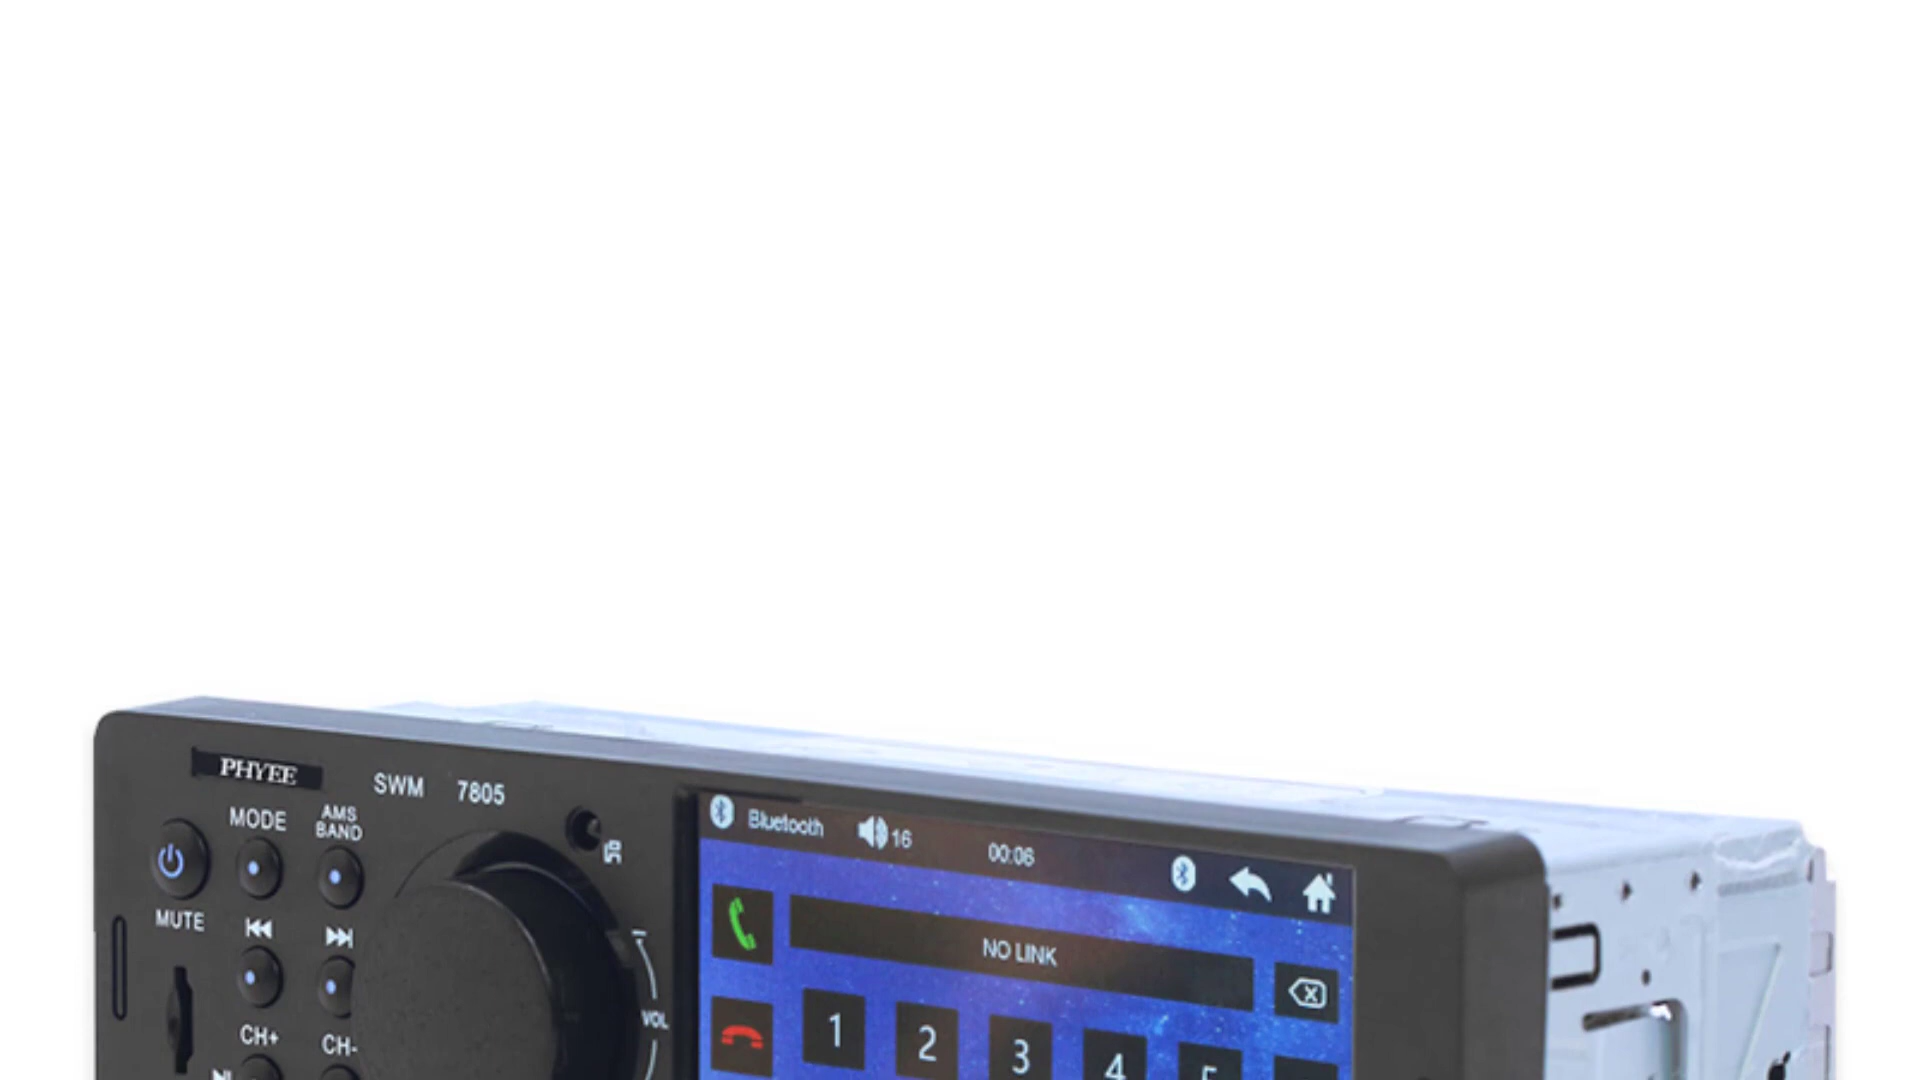 PHYEE
SWM 7805
MODE
AMS
BAND
MUTE
CH+
CH-
VOL
Bluetooth
16
00:06
NO LINK
1
2
3
4
5